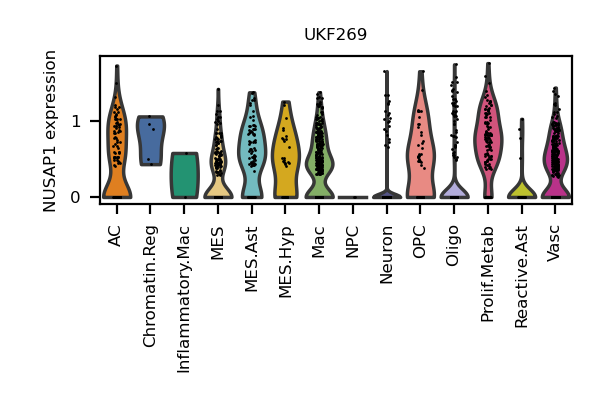 UKF269
NUSAP1 expression
1
0
AC
Chromatin.Reg
Inflammatory.Mac
MES
MES.Ast
MES.Hyp
Mac
NPC
Neuron
OPC
Oligo
Prolif.Metab
Reactive.Ast
Vasc